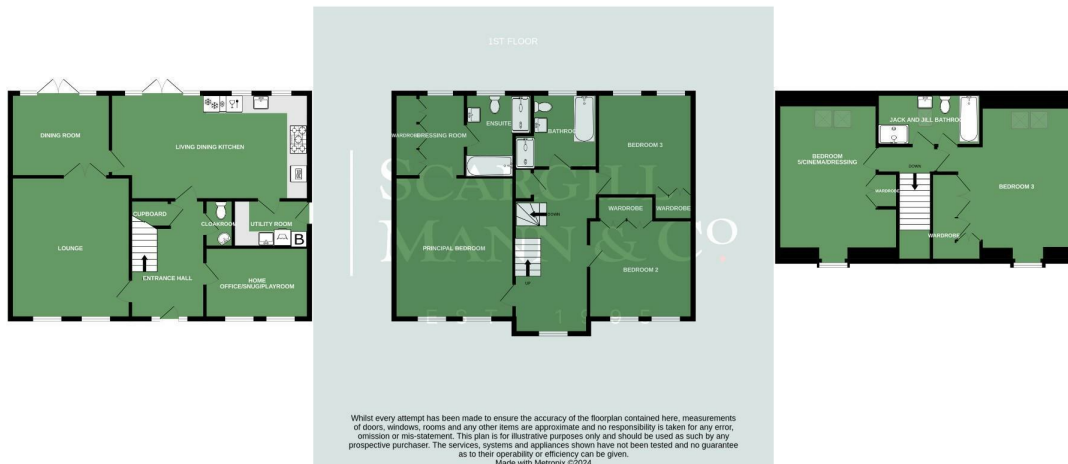 1ST FLOOR
DINING ROOM
LIVING DINING KITCHEN
CUPBOARD
CLOAKROOM
UTILITY ROOM
B
LOUNGE
ENTRANCE HALL
HOME
OFFICE/SNUG/PLAYROOM
WARDROBE
DRESSING ROOM
ENSUITE
BATHROOM
BEDROOM 3
DOWN
WARDROBE
WARDROBE
PRINCIPAL BEDROOM
UP
BEDROOM 2
SCARGILL
MANN & CO.
EST. 1995
JACK AND JILL BATHROOM
BEDROOM
5/CINEMA/DRESSING
DOWN
WARDROBE
BEDROOM 3
WARDROBE
Whilst every attempt has been made to ensure the accuracy of the floorplan contained here, measurements
of doors, windows, rooms and any other items are approximate and no responsibility is taken for any error,
omission or mis-statement. This plan is for illustrative purposes only and should be used as such by any
prospective purchaser. The services, systems and appliances shown have not been tested and no guarantee
as to their operability or efficiency can be given.
Made with Metropix ©2024